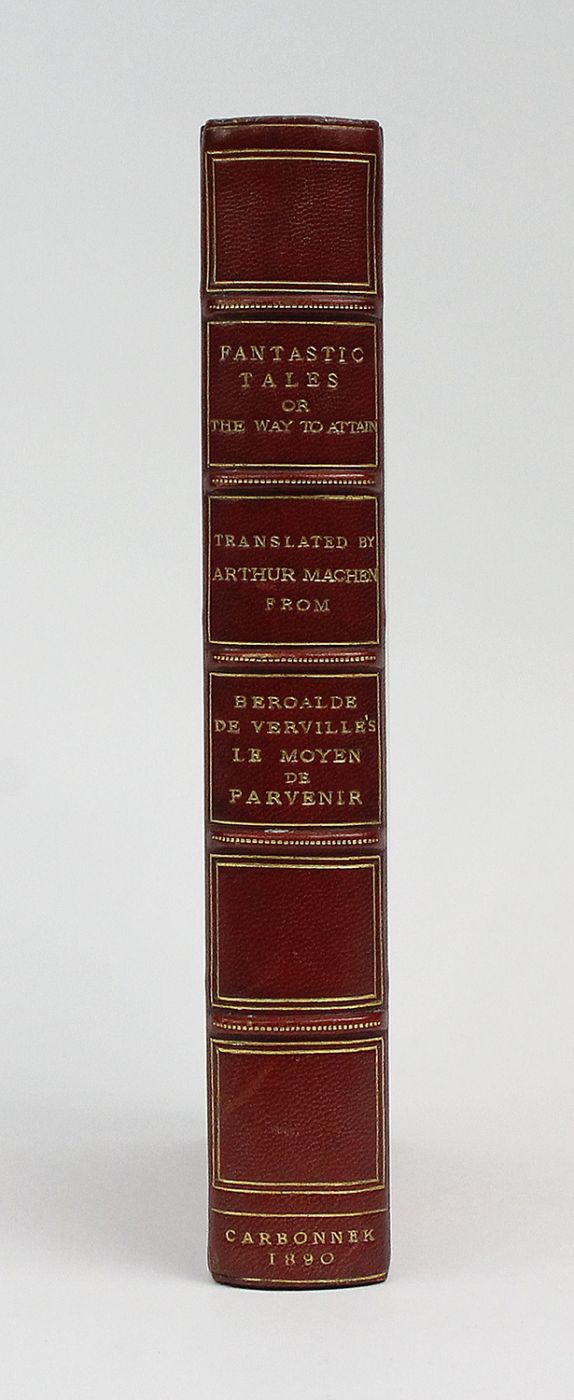 FANTASTIC
TALES
OR
THE WAY TO ATTAIN
TRANSLATED BY
ARTHUR MACHEN
FROM
BEROALDE
DE VERVILLE'S
LE MOYEN
DE
PARVENIR
CARBONNEK
1890